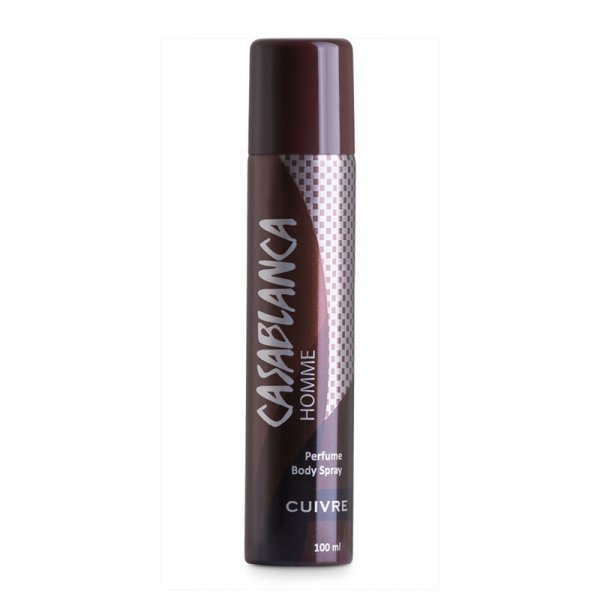 CASABLANCA
HOMME
Perfume
Body Spray
CUIVRE
100 ml